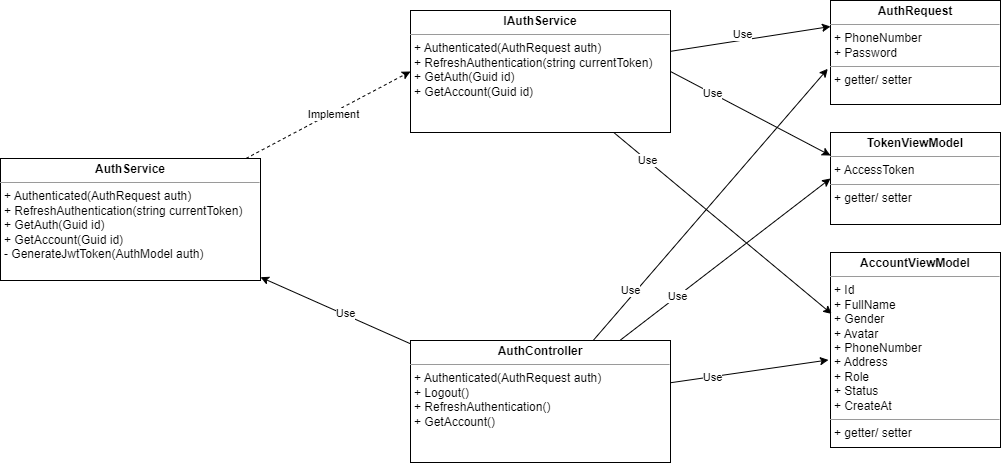 IAuthService
+ Authenticated(AuthRequest auth)
+ RefreshAuthentication(string currentToken)
+ GetAuth(Guid id)
+ GetAccount(Guid id)
AuthRequest
+ PhoneNumber
+ Password
+ getter/ setter
Use
Use
Use
Implement
AuthService
+ Authenticated(AuthRequest auth)
+ RefreshAuthentication(string currentToken)
+ GetAuth(Guid id)
+ GetAccount(Guid id)
- GenerateJwtToken(AuthModel auth)
TokenViewModel
+ AccessToken
+ getter/ setter
AccountViewModel
+ Id
+ FullName
+ Gender
+ Avatar
+ PhoneNumber
+ Address
+ Role
+ Status
+ CreateAt
+ getter/ setter
Use
Use
Use
Use
AuthController
+ Authenticated(AuthRequest auth)
+ Logout()
+ RefreshAuthentication()
+ GetAccount()